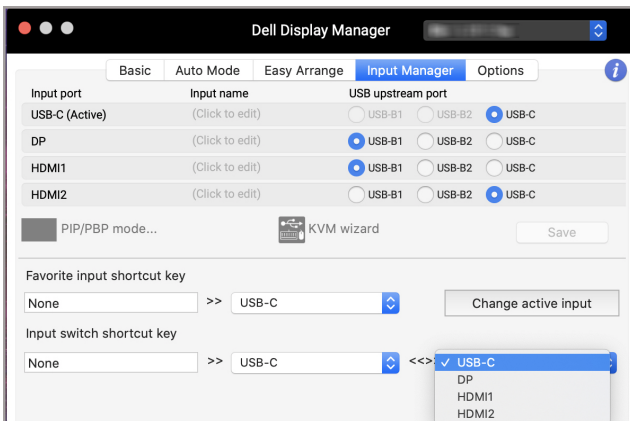 Dell Display Manager
Basic Auto Mode Easy Arrange Input Manager Options i
Input port Input name USB upstream port
USB-C (Active) (Click to edit) USB-B1 USB-B2 USB-C
DP (Click to edit) USB-B1 USB-B2 USB-C
HDMI1 (Click to edit) USB-B1 USB-B2 USB-C
HDMI2 (Click to edit) USB-B1 USB-B2 USB-C
PIP/PBP mode... KVM wizard Save
Favorite input shortcut key
None >> USB-C Change active input
Input switch shortcut key
None >> USB-C <<>> ✓ USB-C
DP
HDMI1
HDMI2